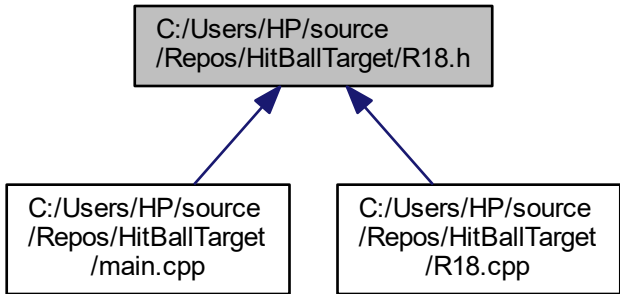 C:/Users/HP/source
/Repos/HitBallTarget/R18.h
C:/Users/HP/source
/Repos/HitBallTarget
/main.cpp
C:/Users/HP/source
/Repos/HitBallTarget
/R18.cpp